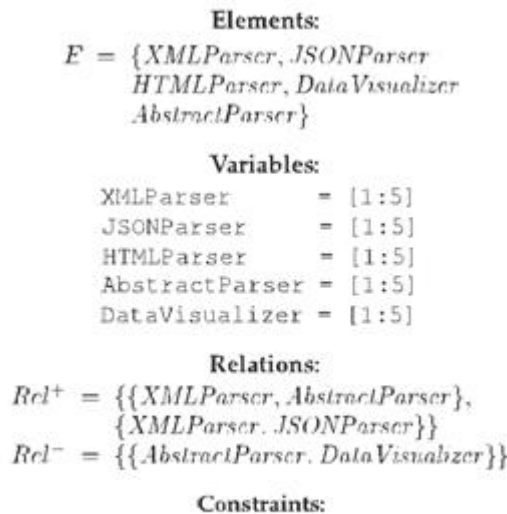 Elements:
E = {XMLParser, JSONParser
HTMLParser, DataVisualizer
AbstractParser}
Variables:
XMLParser = [1:5]
JSONParser = [1:5]
HTMLParser = [1:5]
AbstractParser = [1:5]
DataVisualizer = [1:5]
Relations:
Rel⁺ = {{XMLParser, AbstractParser},
{XMLParser. JSONParser}}
Rel⁻ = {{AbstractParser. DataVisualizer}}
Constraints: